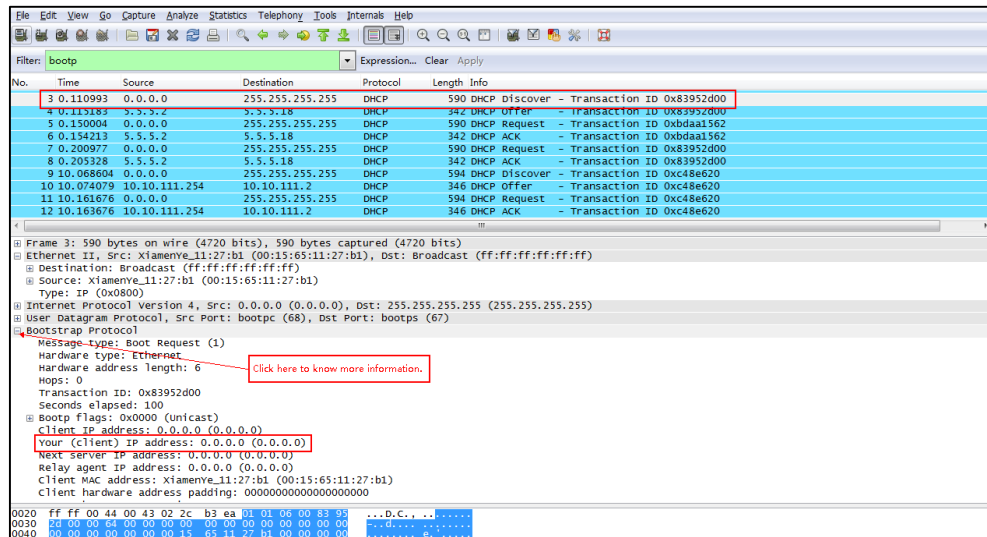 File Edit View Go Capture Analyze Statistics Telephony Tools Internals Help
Filter: bootp Expression... Clear Apply
No. Time Source Destination Protocol Length Info
3 0.110993 0.0.0.0 255.255.255.255 DHCP 590 DHCP Discover - Transaction ID 0x83952d00
4 0.115183 5.5.5.2 5.5.5.18 DHCP 342 DHCP Offer - Transaction ID 0x83952d00
5 0.150004 0.0.0.0 255.255.255.255 DHCP 590 DHCP Request - Transaction ID 0xbdaa1562
6 0.154213 5.5.5.2 5.5.5.18 DHCP 342 DHCP ACK - Transaction ID 0xbdaa1562
7 0.200977 0.0.0.0 255.255.255.255 DHCP 590 DHCP Request - Transaction ID 0x83952d00
8 0.205328 5.5.5.2 5.5.5.18 DHCP 342 DHCP ACK - Transaction ID 0x83952d00
9 10.068604 0.0.0.0 255.255.255.255 DHCP 594 DHCP Discover - Transaction ID 0xc48e620
10 10.074079 10.10.111.254 10.10.111.2 DHCP 346 DHCP Offer - Transaction ID 0xc48e620
11 10.161676 0.0.0.0 255.255.255.255 DHCP 594 DHCP Request - Transaction ID 0xc48e620
12 10.163676 10.10.111.254 10.10.111.2 DHCP 346 DHCP ACK - Transaction ID 0xc48e620
Frame 3: 590 bytes on wire (4720 bits), 590 bytes captured (4720 bits)
Ethernet II, Src: XiamenYe_11:27:b1 (00:15:65:11:27:b1), Dst: Broadcast (ff:ff:ff:ff:ff:ff)
Destination: Broadcast (ff:ff:ff:ff:ff:ff)
Source: XiamenYe_11:27:b1 (00:15:65:11:27:b1)
Type: IP (0x0800)
Internet Protocol Version 4, Src: 0.0.0.0 (0.0.0.0), Dst: 255.255.255.255 (255.255.255.255)
User Datagram Protocol, Src Port: bootpc (68), Dst Port: bootps (67)
Bootstrap Protocol
Message type: Boot Request (1)
Hardware type: Ethernet
Hardware address length: 6
Click here to know more information.
Hops: 0
Transaction ID: 0x83952d00
Seconds elapsed: 100
Bootp flags: 0x0000 (Unicast)
Client IP address: 0.0.0.0 (0.0.0.0)
Your (client) IP address: 0.0.0.0 (0.0.0.0)
Next server IP address: 0.0.0.0 (0.0.0.0)
Relay agent IP address: 0.0.0.0 (0.0.0.0)
Client MAC address: XiamenYe_11:27:b1 (00:15:65:11:27:b1)
Client hardware address padding: 00000000000000000000
0020 ff ff 00 44 00 43 02 2c b3 ea 01 01 06 00 83 95 ...D.C., ........
0030 2d 00 00 64 00 00 00 00 00 00 00 00 00 00 00 00 -..d.... ........
0040 00 00 00 00 00 15 65 11 27 b1 00 00 00 00